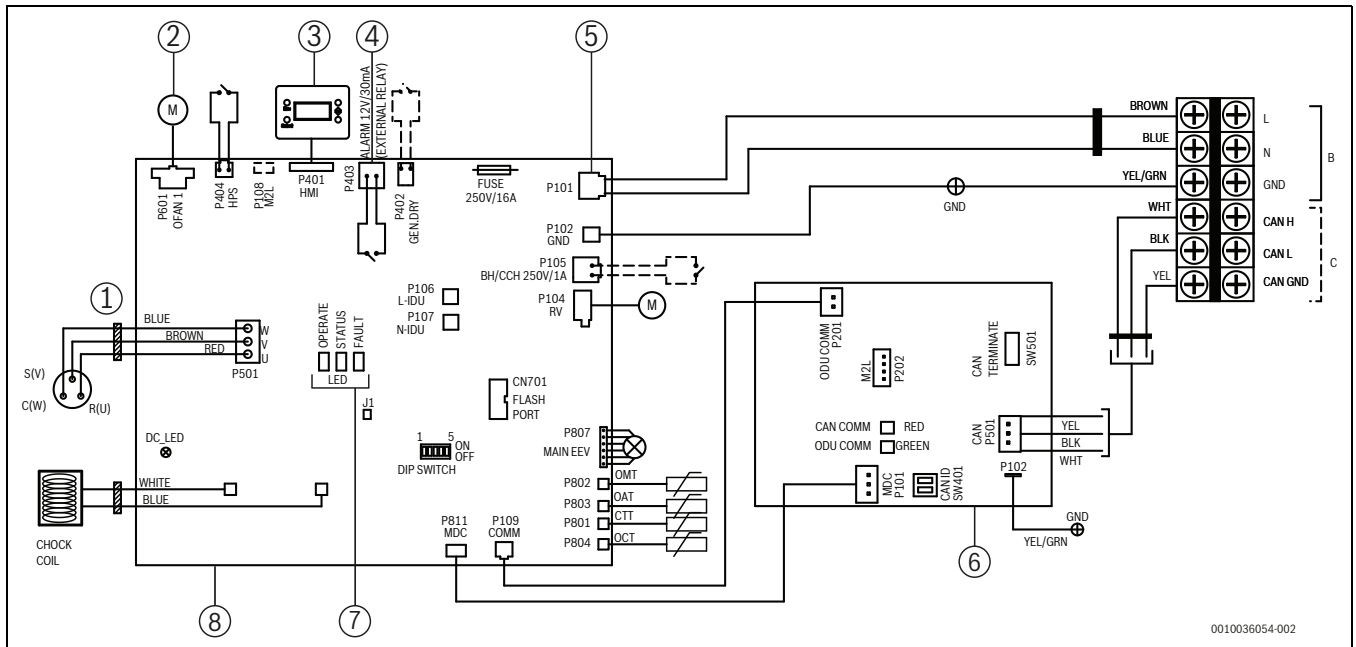 2
3
4
5
M
ALARM 12V/30mA
(EXTERNAL RELAY)
P601
OFAN 1
P404
HPS
P108
M2L
P401
HMI
P403
P402
GEN.DRY
FUSE
250V/16A
P101
P102
GND
P105
BH/CCH 250V/1A
P104
RV
M
P106
L-IDU
P107
N-IDU
1
BLUE
BROWN
RED
W
V
U
P501
S(V)
C(W)
R(U)
OPERATE
STATUS
FAULT
LED
J1
CN701
FLASH
PORT
DC_LED
1 5
ON
OFF
DIP SWITCH
P807
MAIN EEV
WHITE
BLUE
CHOCK
COIL
P802
OMT
P803
OAT
P801
CTT
P804
OCT
P811
MDC
P109
COMM
8
7
BROWN
BLUE
YEL/GRN
GND
WHT
BLK
YEL
L
N
GND
CAN H
CAN L
CAN GND
B
C
ODU COMM
P201
M2L
P202
CAN
TERMINATE
SW501
CAN COMM
RED
ODU COMM
GREEN
CAN
P501
YEL
BLK
WHT
MDC
P101
CAN ID
SW401
P102
GND
YEL/GRN
6
0010036054-002